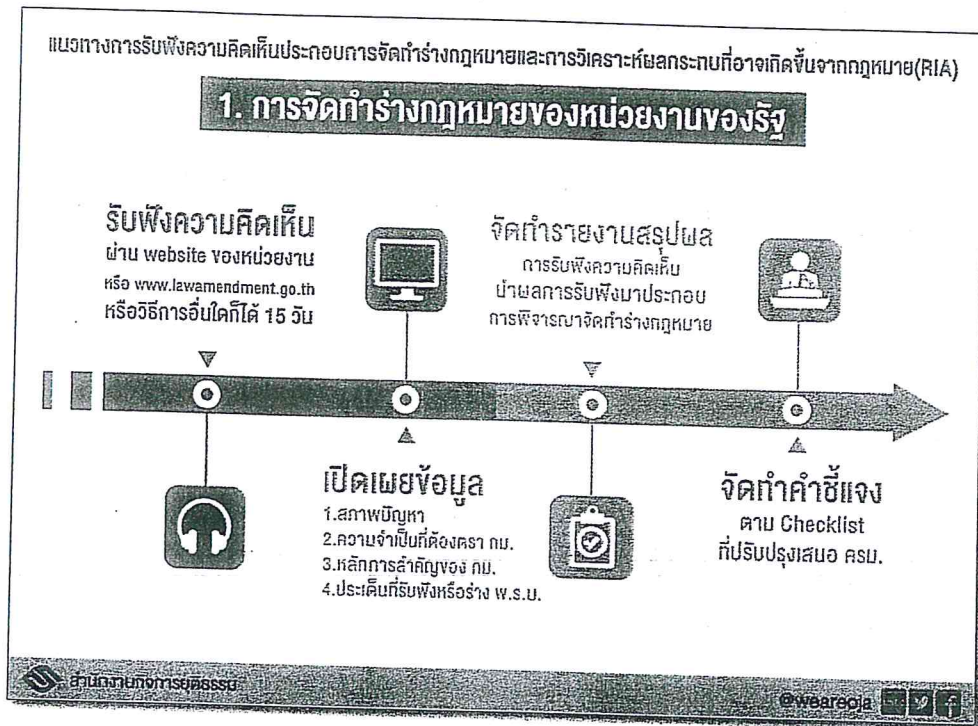 แนวทางการรับฟังความคิดเห็นประกอบการจัดทำร่างกฎหมายและการวิเคราะห์ผลกระทบที่อาจเกิดขึ้นจากกฎหมาย(RIA)
1. การจัดทำร่างกฎหมายของหน่วยงานของรัฐ
รับฟังความคิดเห็น
ผ่าน website ของหน่วยงาน
หรือ www.lawamendment.go.th
หรือวิธีการอื่นใดก็ได้ 15 วัน
เปิดเผยข้อมูล
1.สภาพปัญหา
2.ความจำเป็นที่ต้องตรา กม.
3.หลักการสำคัญของ กม.
4.ประเด็นที่รับฟังหรือร่าง พ.ร.บ.
จัดทำรายงานสรุปผล
การรับฟังความคิดเห็น
นำผลการรับฟังมาประกอบ
การพิจารณาจัดทำร่างกฎหมาย
จัดทำคำชี้แจง
ตาม Checklist
ที่ปรับปรุงเสนอ ครม.
สำนักงานกิจการยุติธรรม
@weareoja